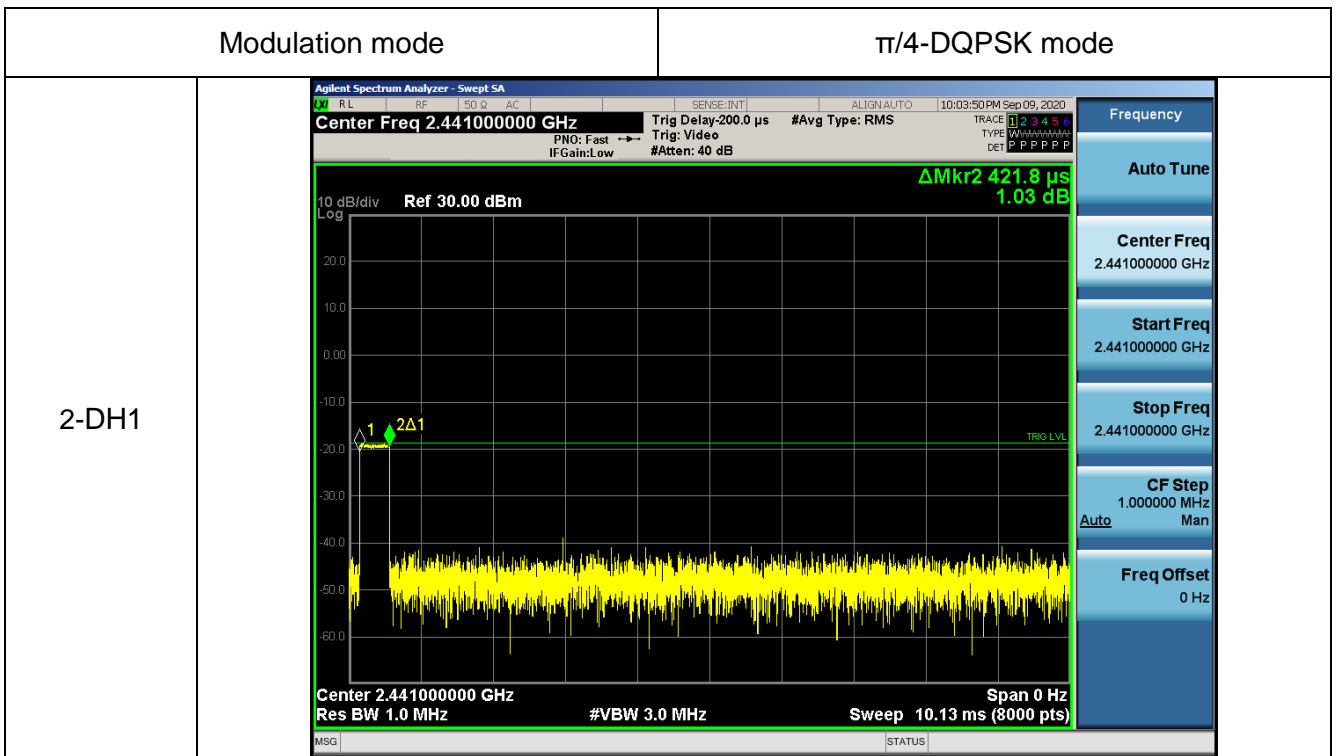 Modulation mode
π/4-DQPSK mode
2-DH1
Agilent Spectrum Analyzer - Swept SA
LXI RL RF 50 Ω AC SENSE:INT ALIGN AUTO 10:03:50 PM Sep 09, 2020
Center Freq 2.441000000 GHz
PNO: Fast
IFGain:Low
Trig Delay-200.0 µs
Trig: Video
#Atten: 40 dB
#Avg Type: RMS
TRACE 1 2 3 4 5 6
TYPE WWWWWW
DET P P P P P P
ΔMkr2 421.8 µs
1.03 dB
10 dB/div Ref 30.00 dBm
Log
20.0
10.0
0.00
-10.0
-20.0
-30.0
-40.0
-50.0
-60.0
1
2Δ1
TRIG LVL
Center 2.441000000 GHz Span 0 Hz
Res BW 1.0 MHz #VBW 3.0 MHz Sweep 10.13 ms (8000 pts)
MSG STATUS
Frequency
Auto Tune
Center Freq
2.441000000 GHz
Start Freq
2.441000000 GHz
Stop Freq
2.441000000 GHz
CF Step
1.000000 MHz
Auto Man
Freq Offset
0 Hz